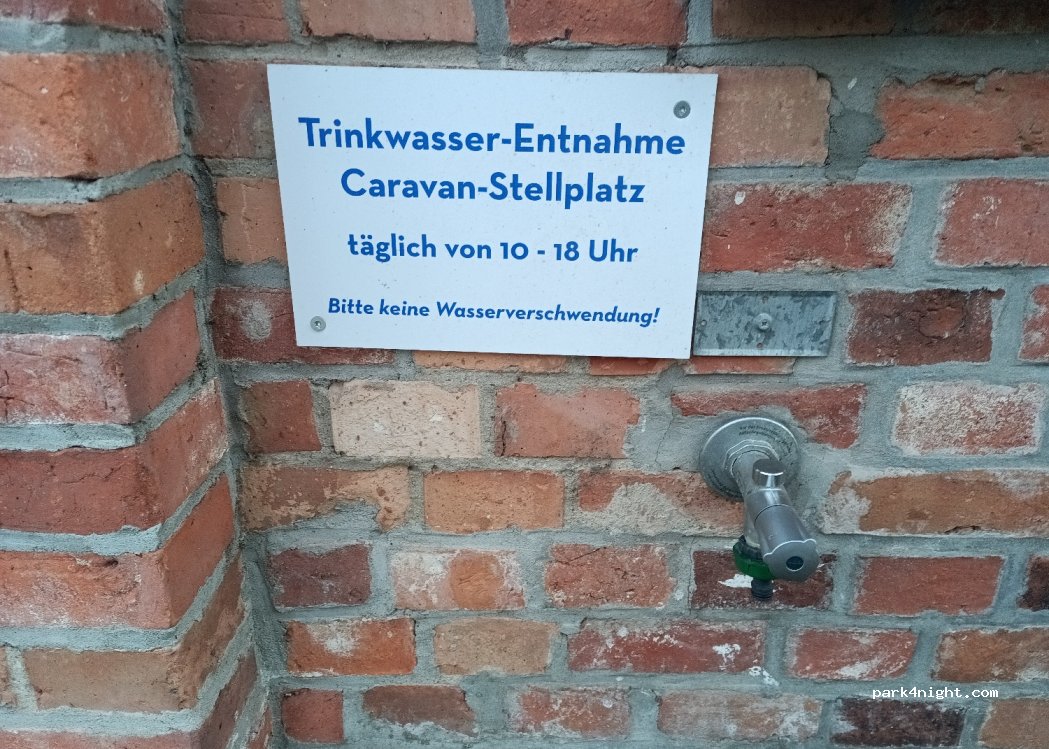 Trinkwasser-Entnahme
Caravan-Stellplatz
täglich von 10 - 18 Uhr
Bitte keine Wasserverschwendung!
park4night.com